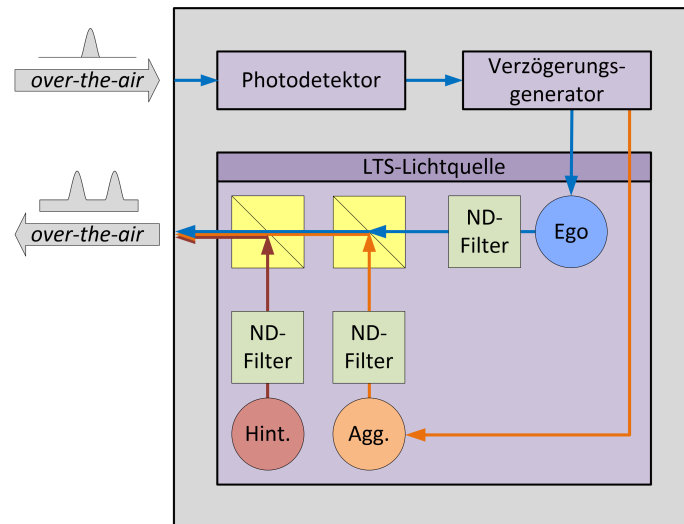 over-the-air
Photodetektor
Verzögerungs-
generator
LTS-Lichtquelle
over-the-air
ND-
Filter
Ego
ND-
Filter
ND-
Filter
Hint.
Agg.